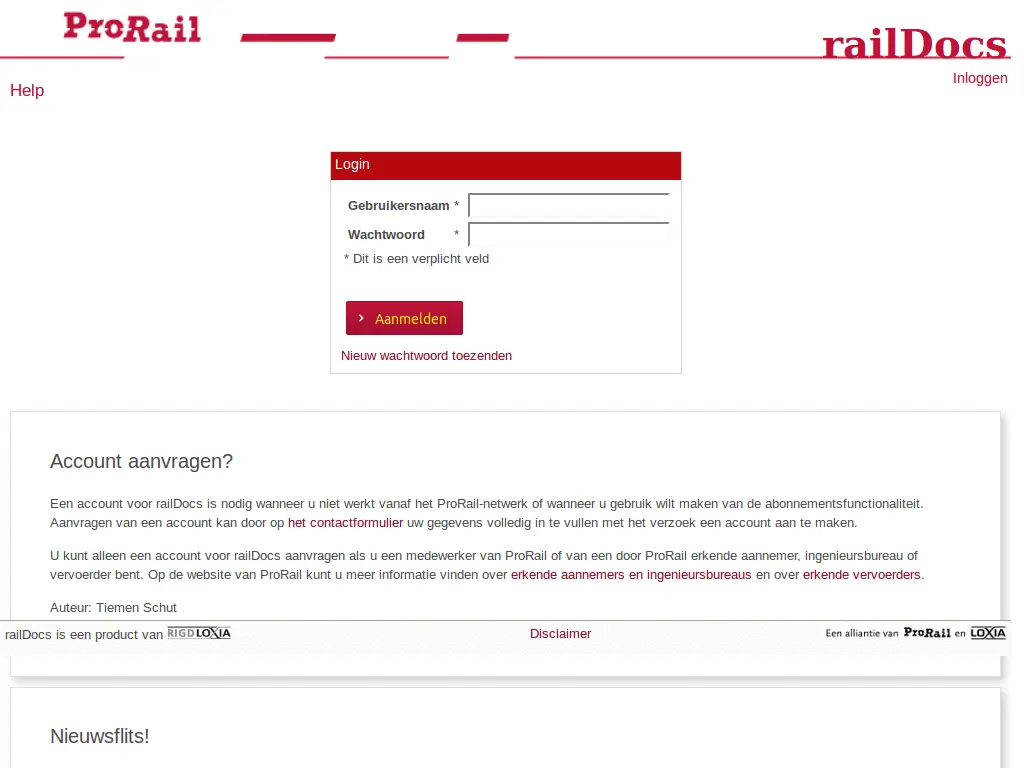 ProRail
railDocs
Inloggen
Help
Login
Gebruikersnaam *
Wachtwoord *
* Dit is een verplicht veld
Aanmelden
Nieuw wachtwoord toezenden
Account aanvragen?
Een account voor railDocs is nodig wanneer u niet werkt vanaf het ProRail-netwerk of wanneer u gebruik wilt maken van de abonnementsfunctionaliteit.
Aanvragen van een account kan door op het contactformulier uw gegevens volledig in te vullen met het verzoek een account aan te maken.
U kunt alleen een account voor railDocs aanvragen als u een medewerker van ProRail of van een door ProRail erkende aannemer, ingenieursbureau of
vervoerder bent. Op de website van ProRail kunt u meer informatie vinden over erkende aannemers en ingenieursbureaus en over erkende vervoerders.
Auteur: Tiemen Schut
railDocs is een product van RIGDLOXIA
Disclaimer
Een alliantie van ProRail en LOXIA
Nieuwsflits!